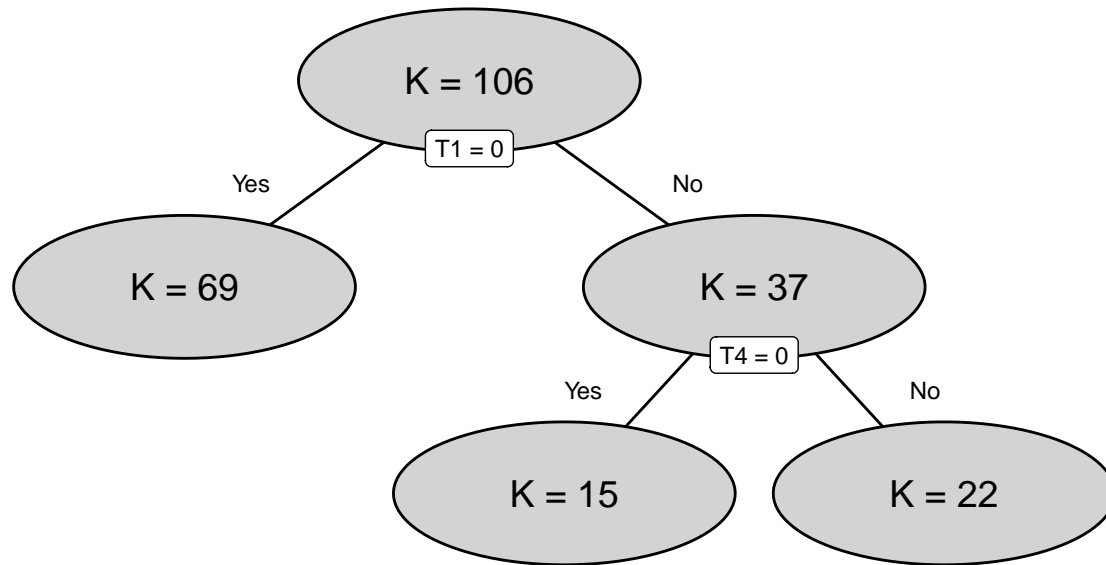 K = 106
T1 = 0
Yes
No
K = 69
K = 37
T4 = 0
Yes
No
K = 15
K = 22